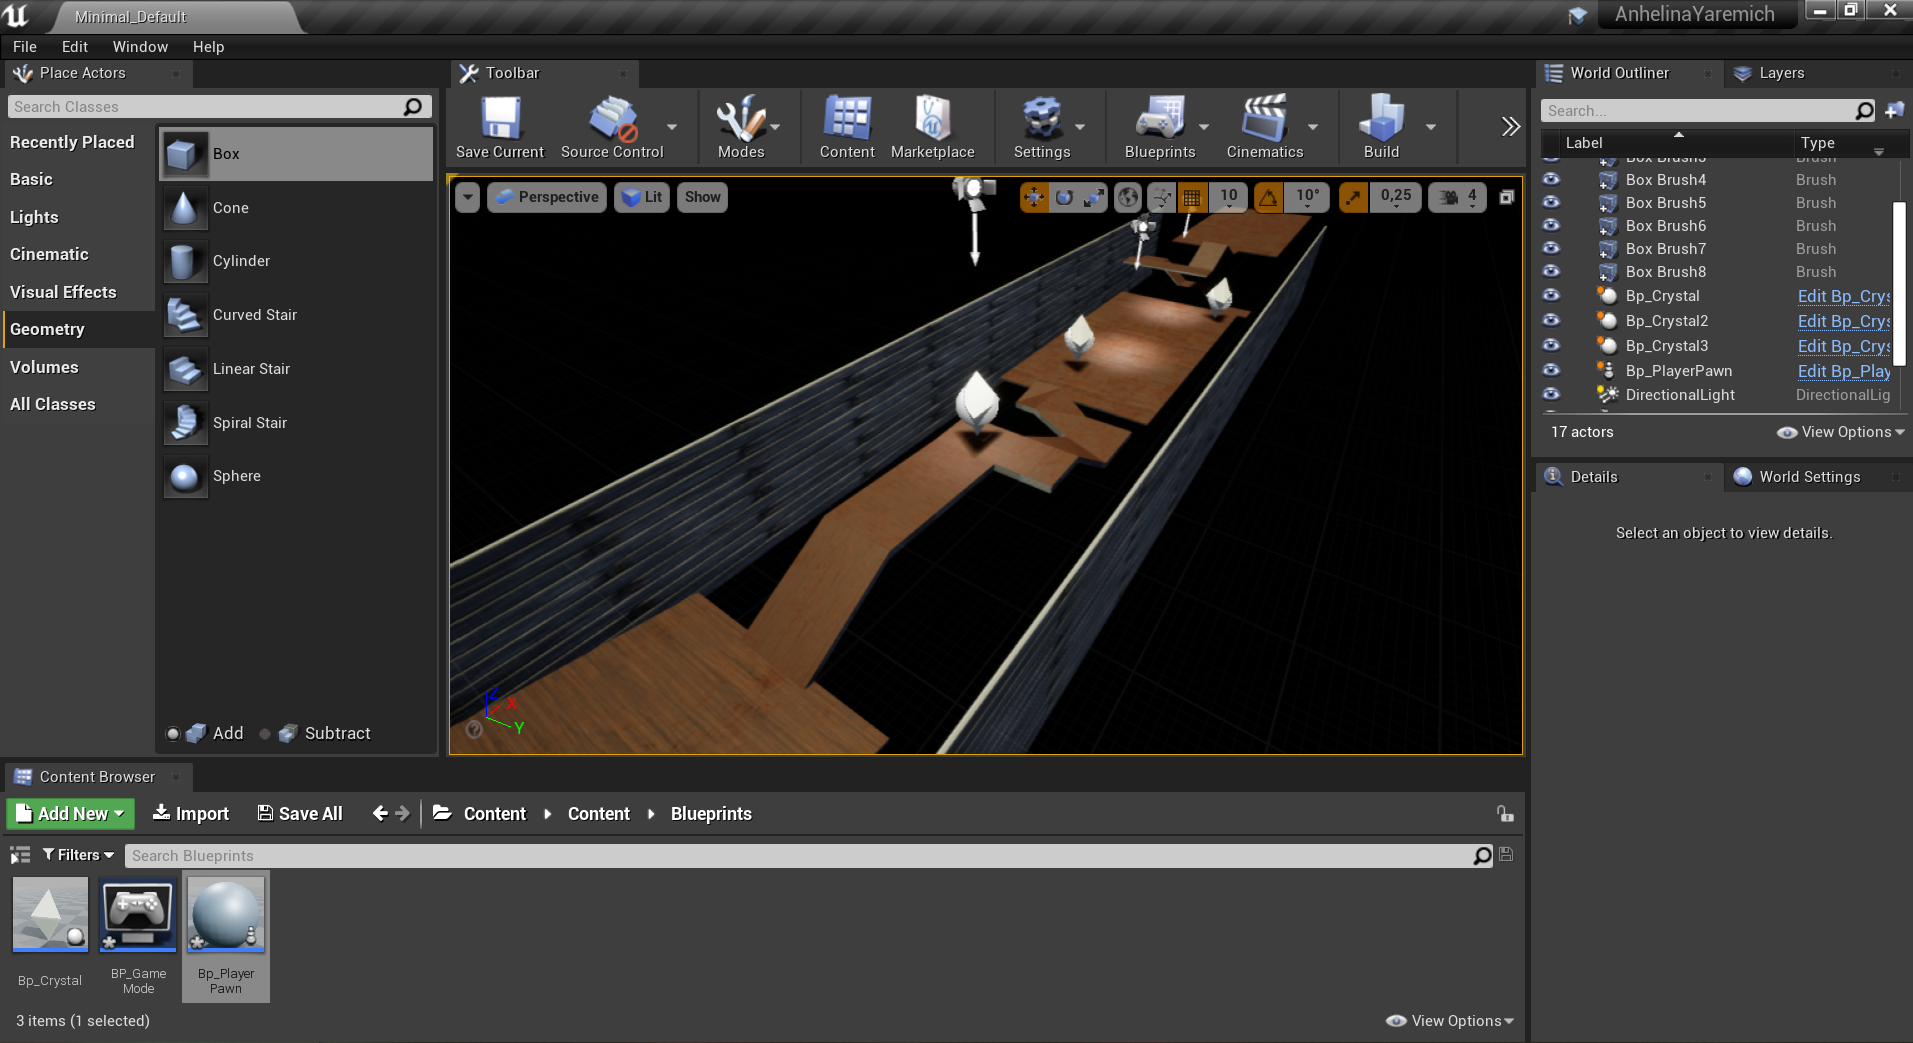 Minimal_Default
AnhelinaYaremich
File Edit Window Help
Place Actors
Toolbar
World Outliner
Layers
Search Classes
Search...
Recently Placed
Basic
Lights
Cinematic
Visual Effects
Geometry
Volumes
All Classes
Box
Cone
Cylinder
Curved Stair
Linear Stair
Spiral Stair
Sphere
Add Subtract
Save Current
Source Control
Modes
Content
Marketplace
Settings
Blueprints
Cinematics
Build
Perspective
Lit
Show
10
10°
0,25
4
X
Y
Z
Label Type
Box Brush3 Brush
Box Brush4 Brush
Box Brush5 Brush
Box Brush6 Brush
Box Brush7 Brush
Box Brush8 Brush
Bp_Crystal Edit Bp_Crys
Bp_Crystal2 Edit Bp_Crys
Bp_Crystal3 Edit Bp_Crys
Bp_PlayerPawn Edit Bp_Play
DirectionalLight DirectionalLig
17 actors
View Options
Details
World Settings
Select an object to view details.
Content Browser
Add New
Import
Save All
Content
Content
Blueprints
Filters
Search Blueprints
Bp_Crystal
BP_Game
Mode
Bp_Player
Pawn
3 items (1 selected)
View Options